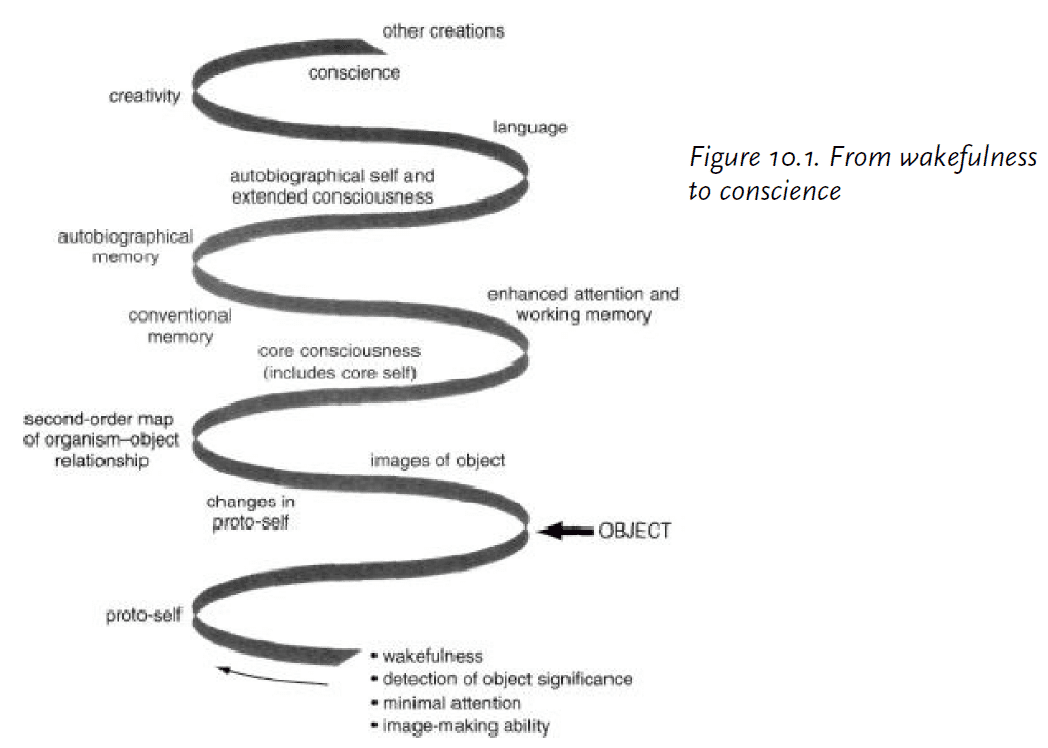 other creations
conscience
creativity
language
Figure 10.1. From wakefulness
to conscience
autobiographical self and
extended consciousness
autobiographical
memory
enhanced attention and
working memory
conventional
memory
core consciousness
(includes core self)
second-order map
of organism–object
relationship
images of object
changes in
proto-self
OBJECT
proto-self
• wakefulness
• detection of object significance
• minimal attention
• image-making ability